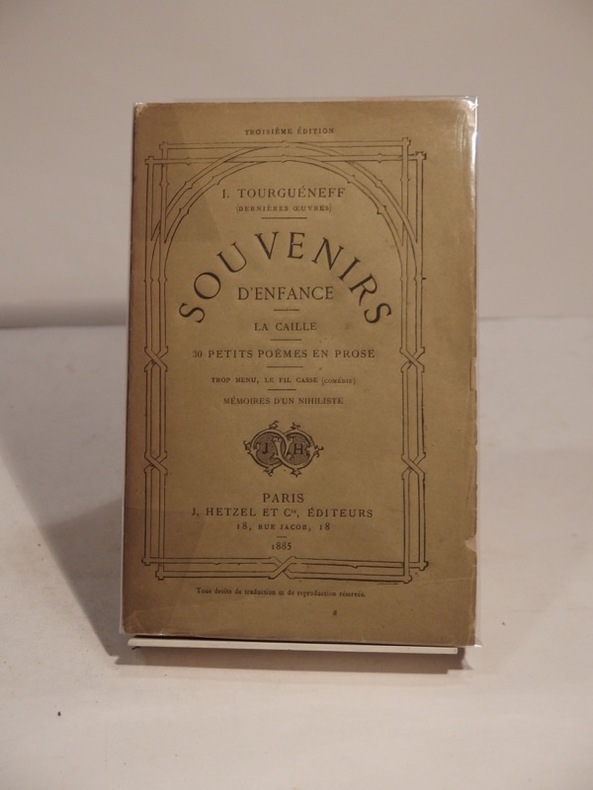 TROISIÈME ÉDITION
I. TOURGUÉNEFF
(DERNIÈRES ŒUVRES)
SOUVENIRS
D'ENFANCE
LA CAILLE
30 PETITS POÈMES EN PROSE
TROP MENU, LE FIL CASSE (COMÉDIE)
MÉMOIRES D'UN NIHILISTE
J H
PARIS
J. HETZEL ET Cie, ÉDITEURS
18, RUE JACOB, 18
1885
Tous droits de traduction et de reproduction réservés.